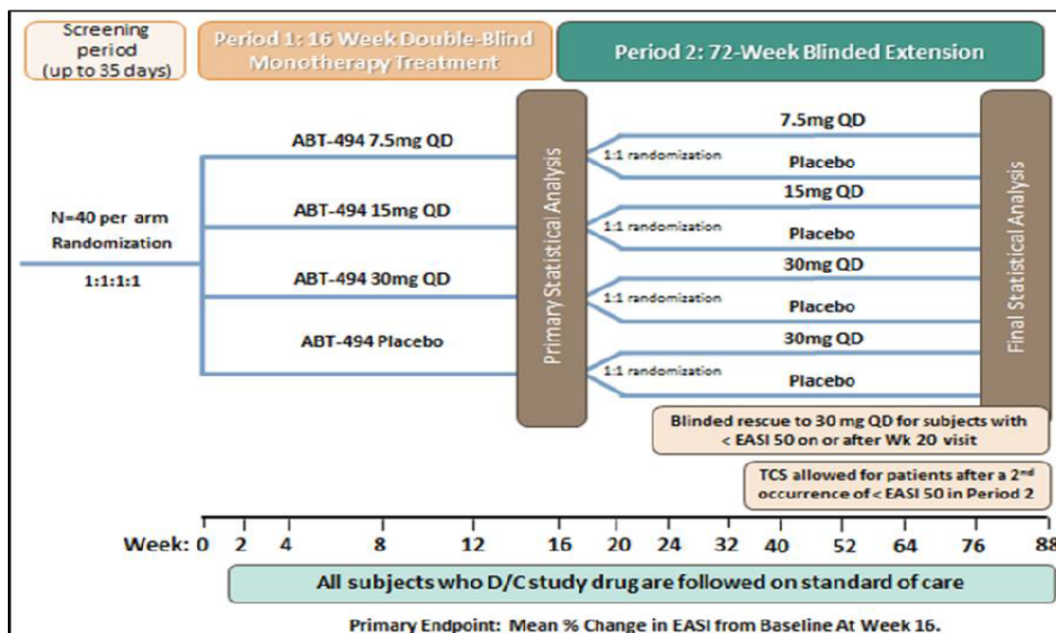 Screening
period
(up to 35 days)
Period 1: 16 Week Double-Blind
Monotherapy Treatment
Period 2: 72-Week Blinded Extension
N=40 per arm
Randomization
1:1:1:1
ABT-494 7.5mg QD
ABT-494 15mg QD
ABT-494 30mg QD
ABT-494 Placebo
Primary Statistical Analysis
7.5mg QD
1:1 randomization
Placebo
15mg QD
1:1 randomization
Placebo
30mg QD
1:1 randomization
Placebo
30mg QD
1:1 randomization
Placebo
Final Statistical Analysis
Blinded rescue to 30 mg QD for subjects with
< EASI 50 on or after Wk 20 visit
TCS allowed for patients after a 2nd
occurrence of < EASI 50 in Period 2
Week: 0 2 4 8 12 16 20 24 32 40 52 64 76 88
All subjects who D/C study drug are followed on standard of care
Primary Endpoint: Mean % Change in EASI from Baseline At Week 16.